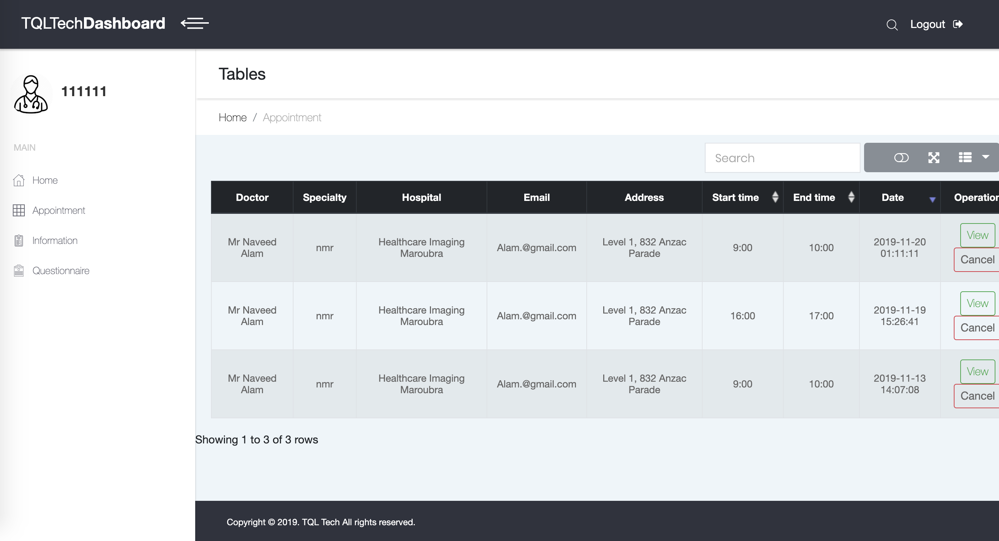 TQLTechDashboard
Logout
111111
MAIN
Home
Appointment
Information
Questionnaire
Tables
Home / Appointment
Search
Doctor Specialty Hospital Email Address Start time End time Date Operation
Mr Naveed Alam nmr Healthcare Imaging Maroubra Alam.@gmail.com Level 1, 832 Anzac Parade 9:00 10:00 2019-11-20 01:11:11 View Cancel
Mr Naveed Alam nmr Healthcare Imaging Maroubra Alam.@gmail.com Level 1, 832 Anzac Parade 16:00 17:00 2019-11-19 15:26:41 View Cancel
Mr Naveed Alam nmr Healthcare Imaging Maroubra Alam.@gmail.com Level 1, 832 Anzac Parade 9:00 10:00 2019-11-13 14:07:08 View Cancel
Showing 1 to 3 of 3 rows
Copyright © 2019. TQL Tech All rights reserved.